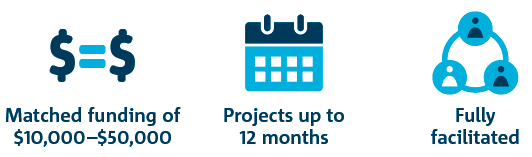 $=$
Matched funding of
$10,000–$50,000
Projects up to
12 months
Fully
facilitated